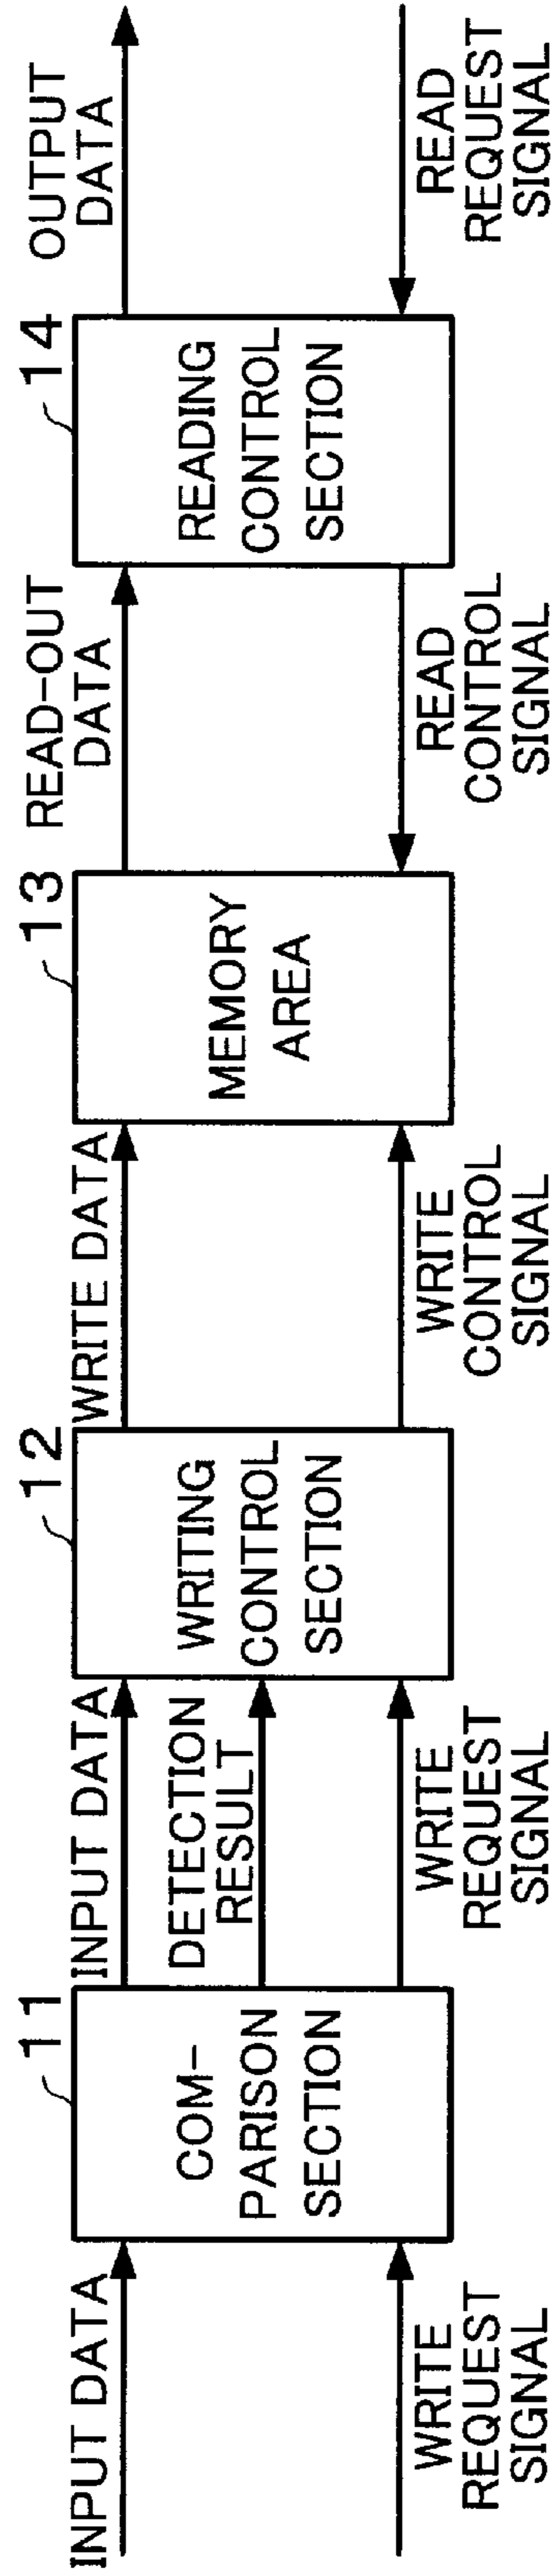 INPUT DATA
WRITE
REQUEST
SIGNAL
11
COM-
PARISON
SECTION
INPUT DATA
DETECTION
RESULT
WRITE
REQUEST
SIGNAL
12
WRITING
CONTROL
SECTION
WRITE DATA
WRITE
CONTROL
SIGNAL
13
MEMORY
AREA
READ-OUT
DATA
READ
CONTROL
SIGNAL
14
READING
CONTROL
SECTION
OUTPUT
DATA
READ
REQUEST
SIGNAL